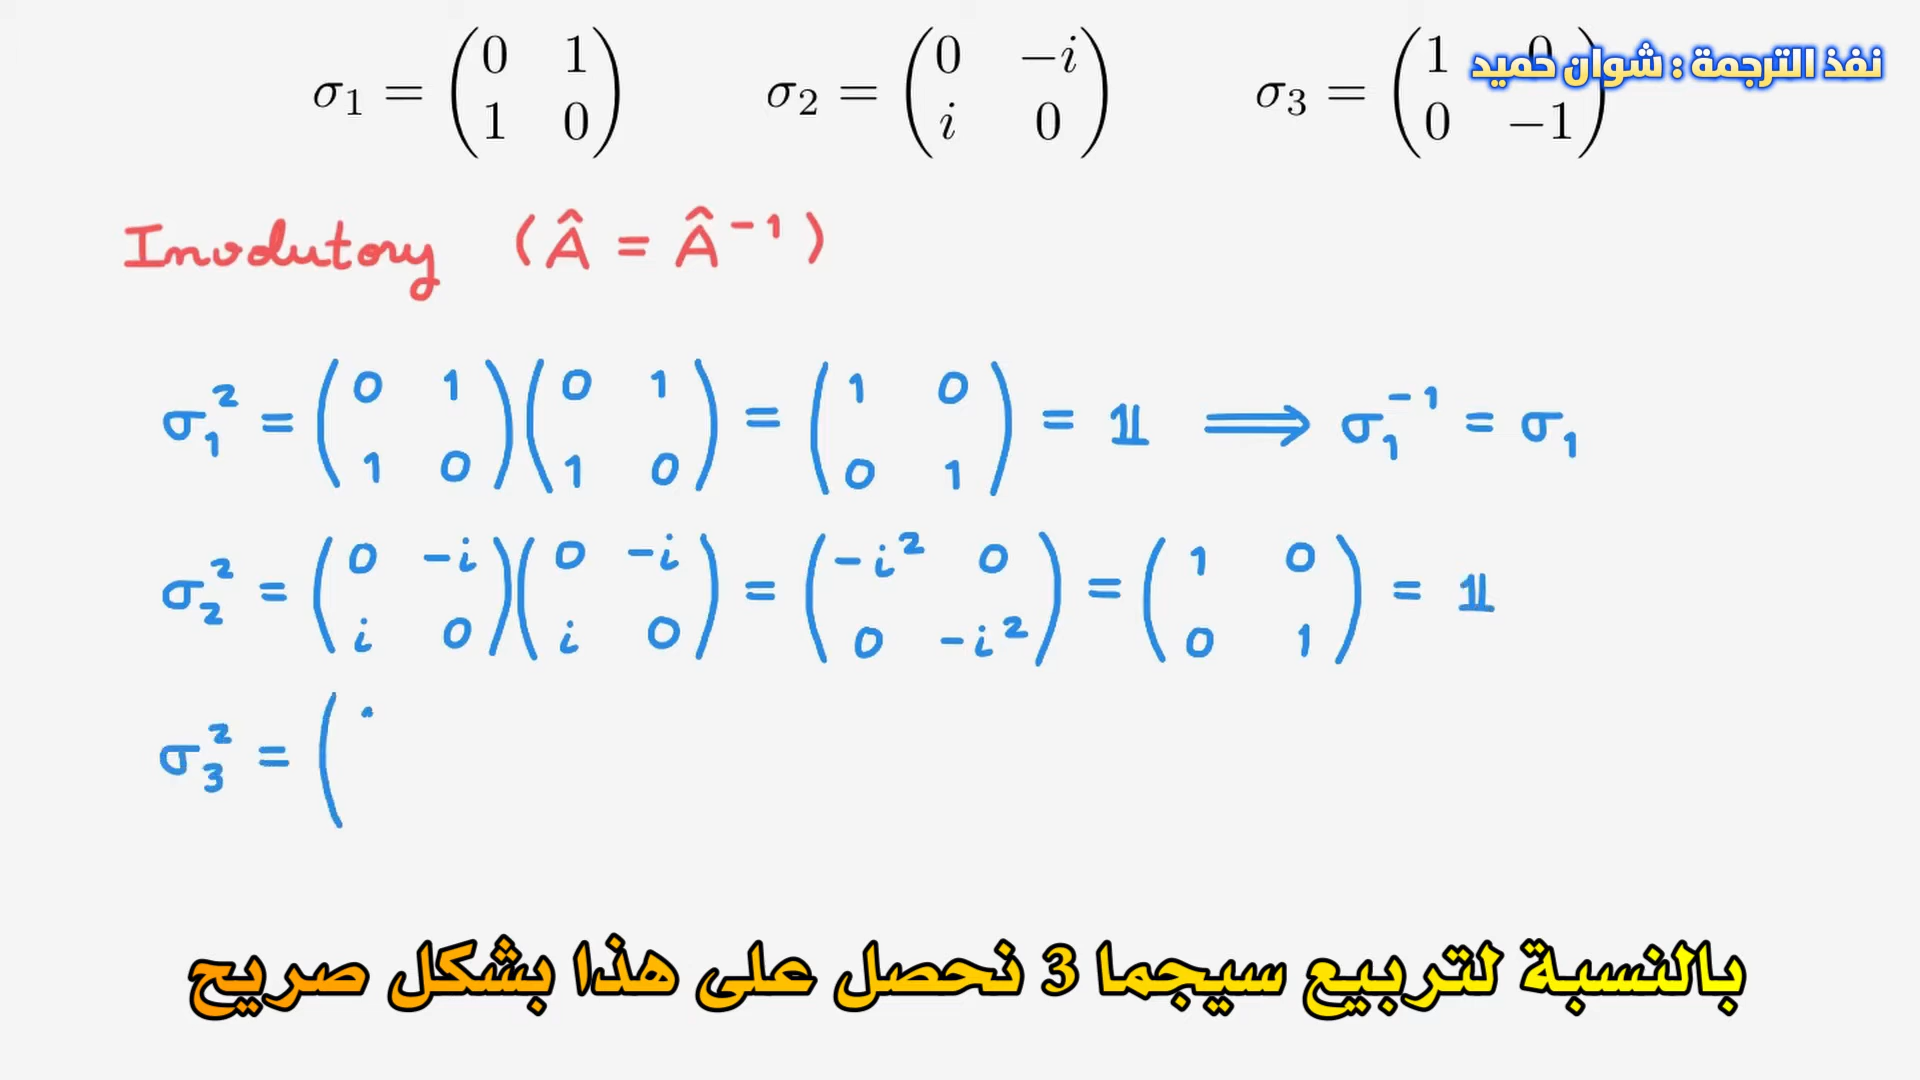 σ₁ = (0 1; 1 0) σ₂ = (0 −i; i 0) σ₃ = (1 0; 0 −1)
نفذ الترجمة : شوان حميد
Involutory (Â = Â⁻¹)
σ₁² = (0 1; 1 0)(0 1; 1 0) = (1 0; 0 1) = 𝟙 ⟹ σ₁⁻¹ = σ₁
σ₂² = (0 -i; i 0)(0 -i; i 0) = (-i² 0; 0 -i²) = (1 0; 0 1) = 𝟙
σ₃² = (
بالنسبة لتربيع سيجما 3 نحصل على هذا بشكل صريح